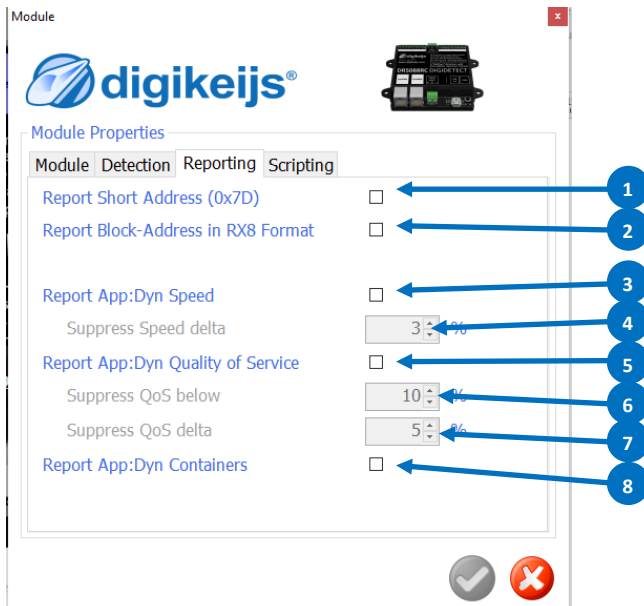 Module
x
digikeijs®
DR5088RC DIGIDETECT
Module Properties
Module Detection Reporting Scripting
Report Short Address (0x7D)
1
Report Block-Address in RX8 Format
2
Report App:Dyn Speed
3
Suppress Speed delta 3 %
4
Report App:Dyn Quality of Service
5
Suppress QoS below 10 %
6
Suppress QoS delta 5 %
7
Report App:Dyn Containers
8